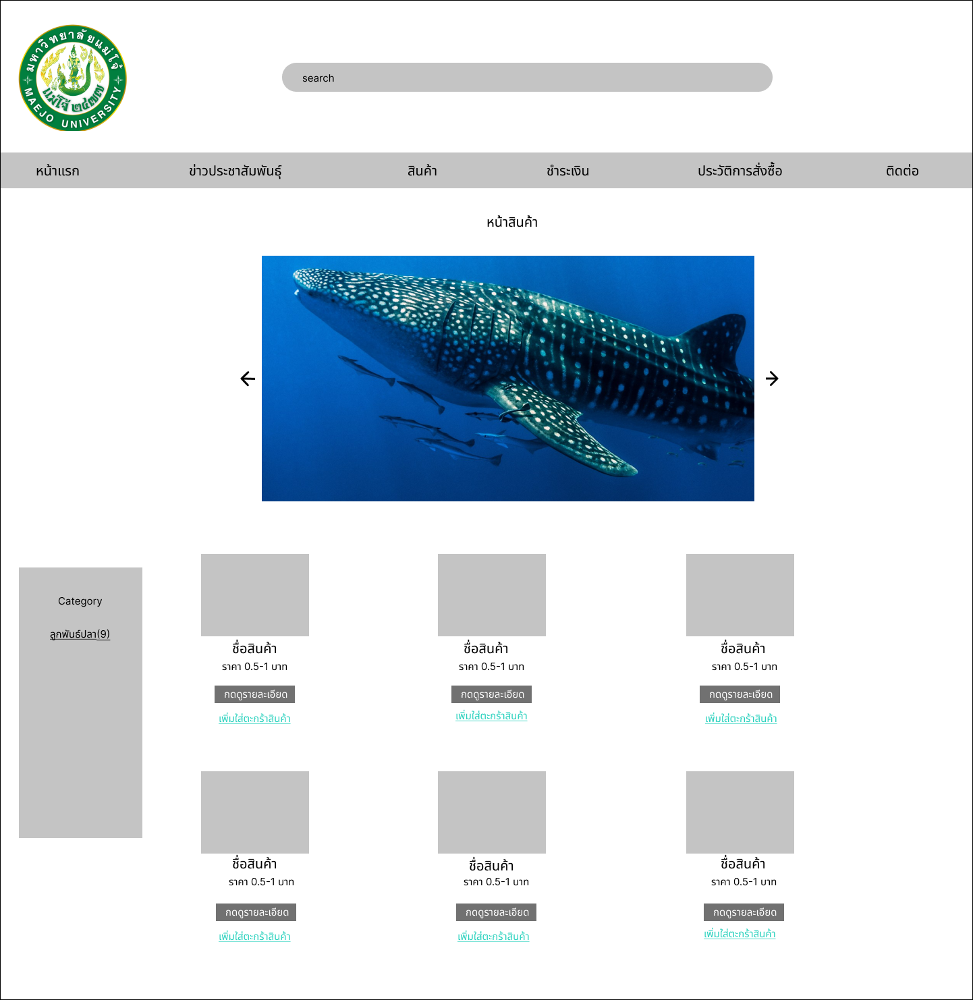 มหาวิทยาลัยแม่โจ้
แม่โจ้ ๒๔๗๗
MAEJO UNIVERSITY
search
หน้าแรก ข่าวประชาสัมพันธุ์ สินค้า ชำระเงิน ประวัติการสั่งซื้อ ติดต่อ
หน้าสินค้า
Category
ลูกพันธ์ปลา(9)
ชื่อสินค้า ชื่อสินค้า ชื่อสินค้า
ราคา 0.5-1 บาท ราคา 0.5-1 บาท ราคา 0.5-1 บาท
กดดูรายละเอียด กดดูรายละเอียด กดดูรายละเอียด
เพิ่มใส่ตะกร้าสินค้า เพิ่มใส่ตะกร้าสินค้า เพิ่มใส่ตะกร้าสินค้า
ชื่อสินค้า ชื่อสินค้า ชื่อสินค้า
ราคา 0.5-1 บาท ราคา 0.5-1 บาท ราคา 0.5-1 บาท
กดดูรายละเอียด กดดูรายละเอียด กดดูรายละเอียด
เพิ่มใส่ตะกร้าสินค้า เพิ่มใส่ตะกร้าสินค้า เพิ่มใส่ตะกร้าสินค้า